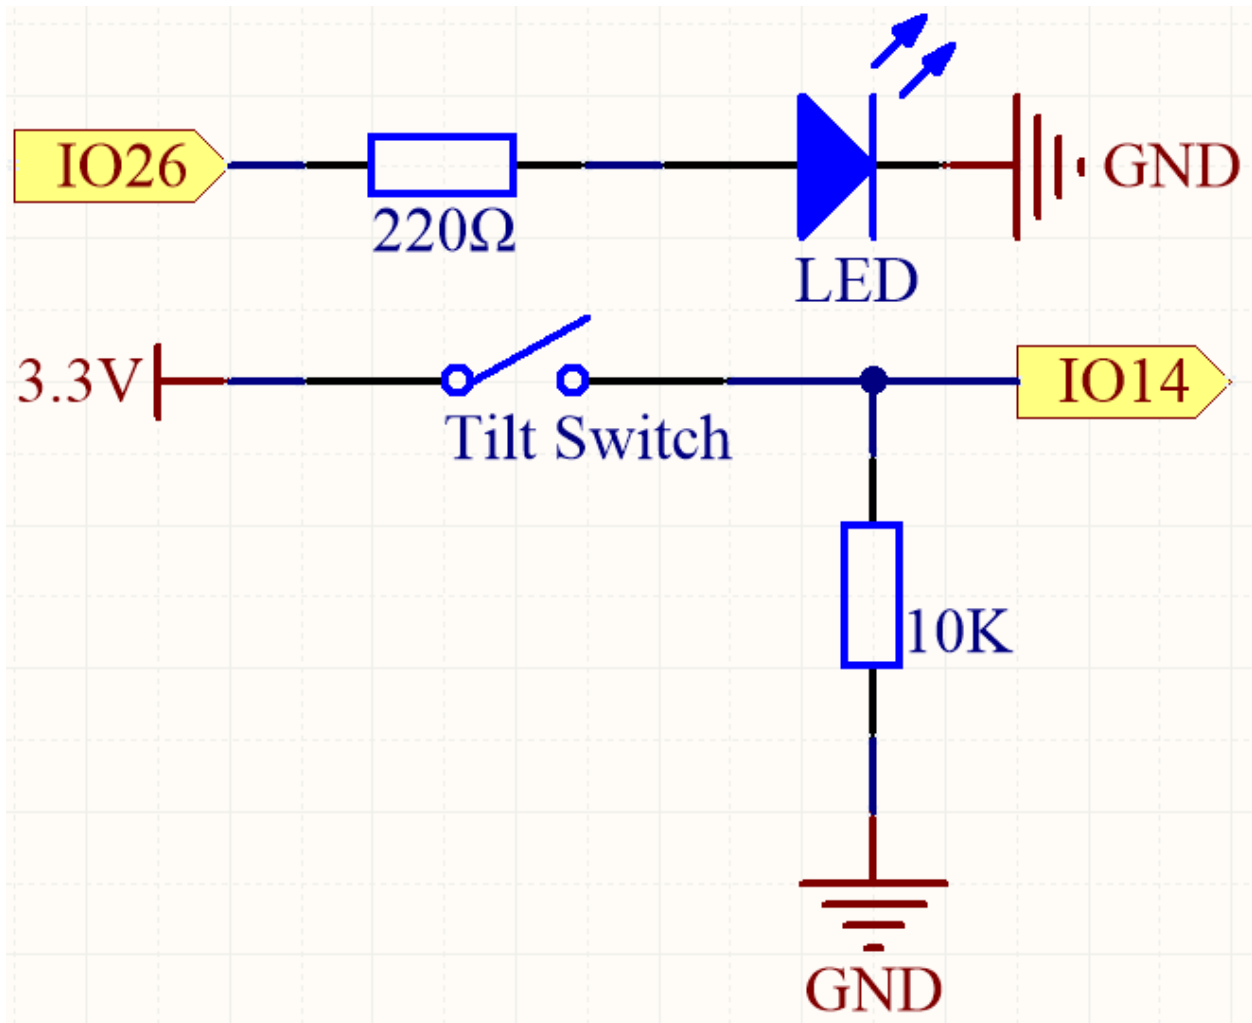 IO26
220Ω
LED
GND
3.3V
Tilt Switch
IO14
10K
GND